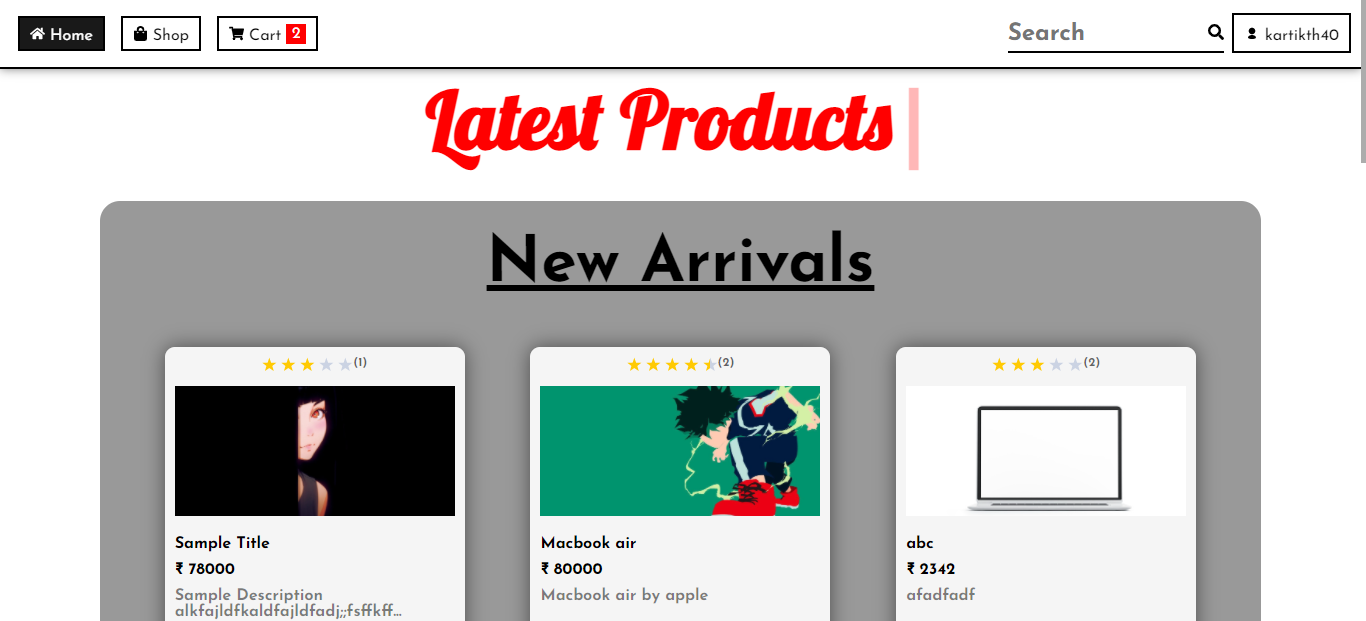 Home
Shop
Cart 2
Search
kartikth40
Latest Products
New Arrivals
(1)
(2)
(2)
Sample Title
₹ 78000
Sample Description
alkfajldfkaldfajldfadj;;fsffkff...
Macbook air
₹ 80000
Macbook air by apple
abc
₹ 2342
afadfadf